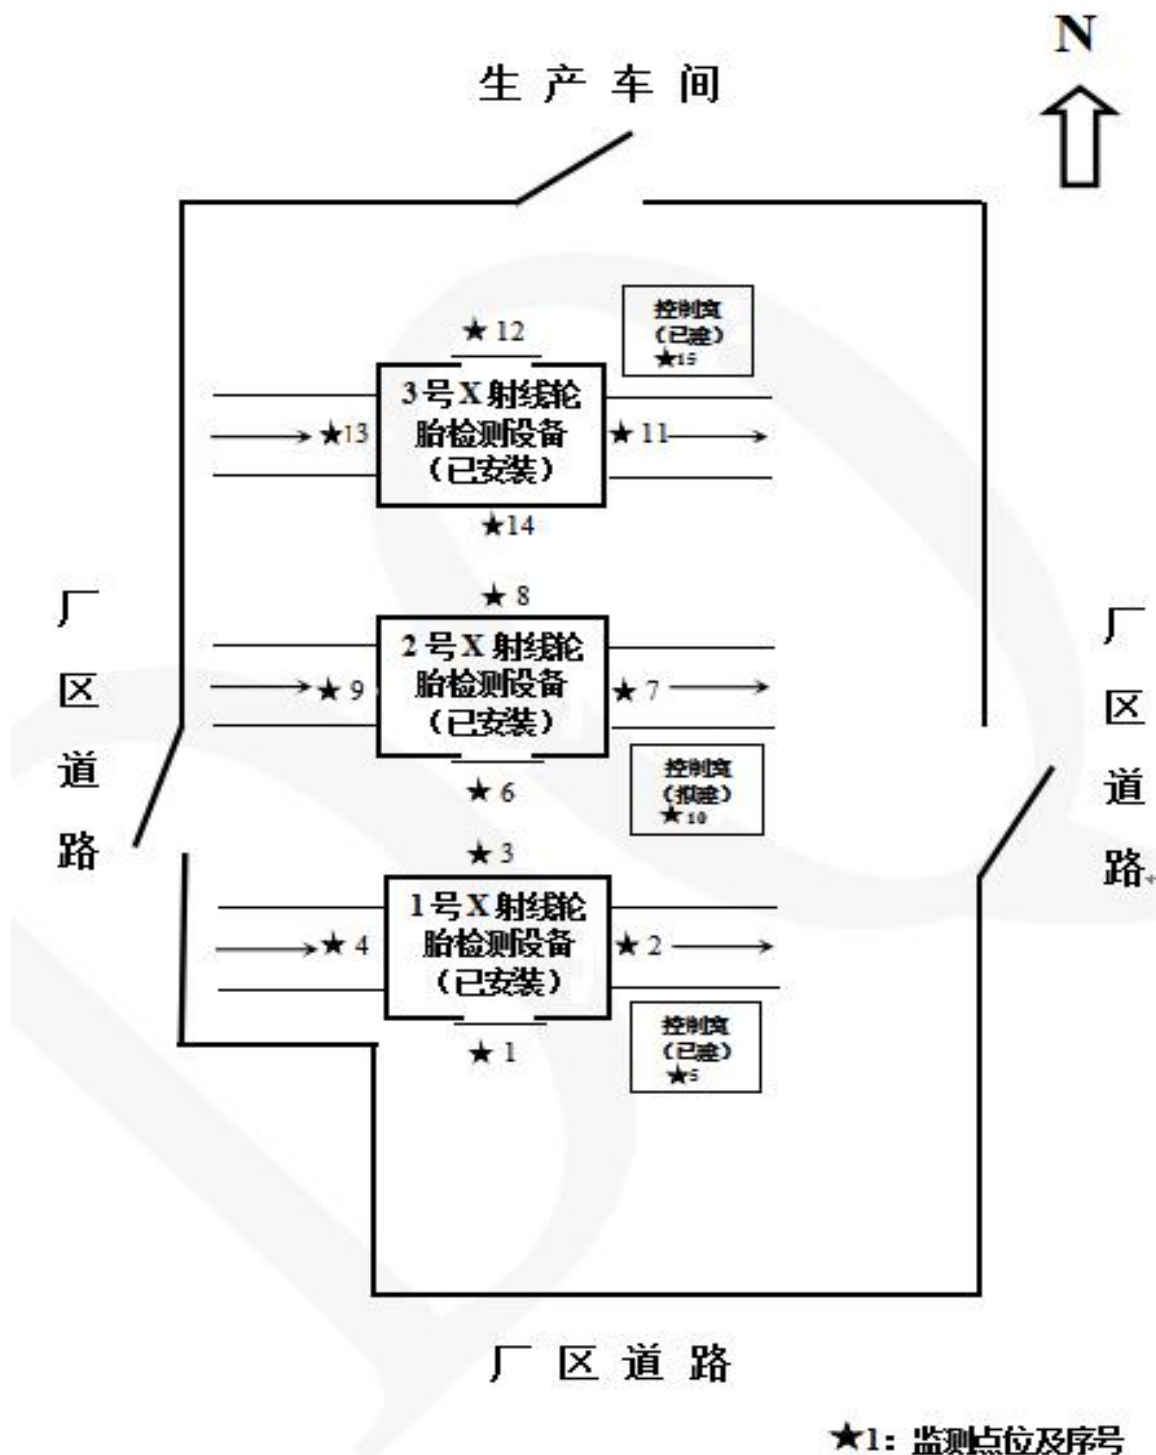 N
生产车间
控制室
（已建）
★15
★12
3号X射线轮
胎检测设备
（已安装）
★13
★11
★14
★8
2号X射线轮
胎检测设备
（已安装）
★9
★7
控制室
（拟建）
★10
★6
★3
1号X射线轮
胎检测设备
（已安装）
★4
★2
控制室
（已建）
★5
★1
厂区道路
厂区道路
厂区道路
★1：监测点位及序号